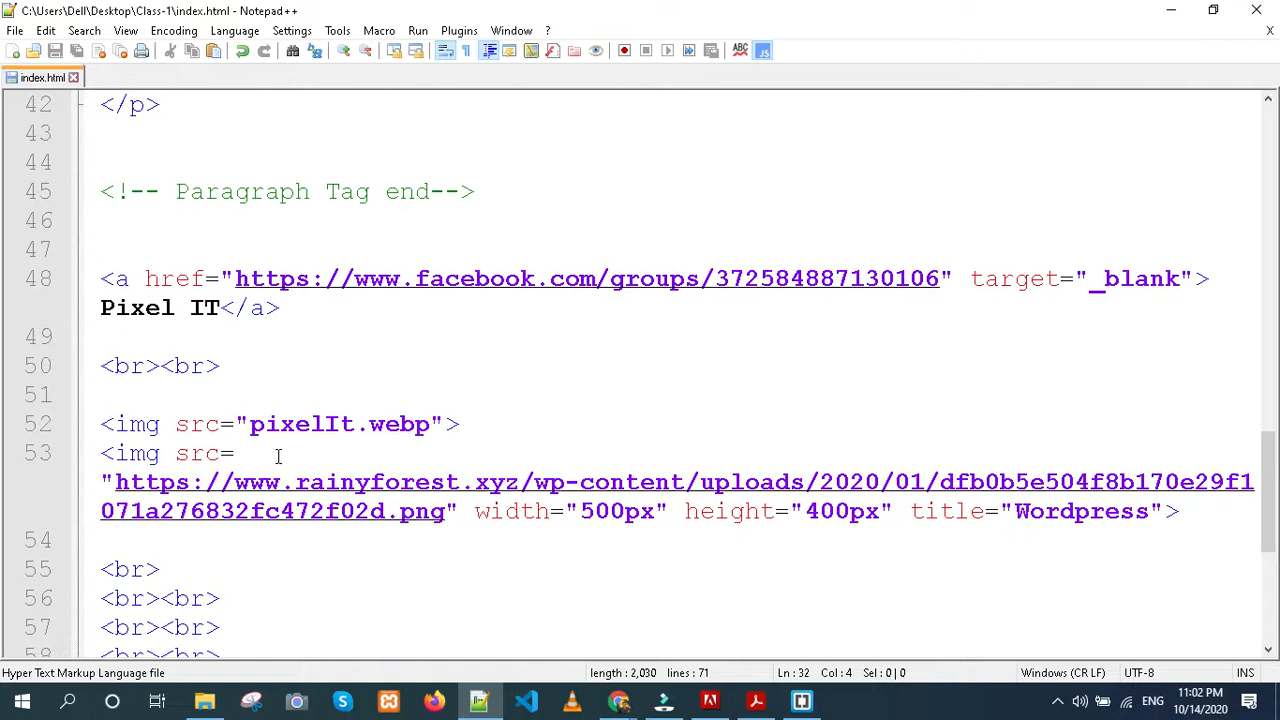 C:\Users\Dell\Desktop\Class-1\index.html - Notepad++
File Edit Search View Encoding Language Settings Tools Macro Run Plugins Window ?
X
index.html
42 </p>
43
44
45 <!-- Paragraph Tag end-->
46
47
48 <a href="https://www.facebook.com/groups/372584887130106" target="_blank">
Pixel IT</a>
49
50 <br><br>
51
52 <img src="pixelIt.webp">
53 <img src=
"https://www.rainyforest.xyz/wp-content/uploads/2020/01/dfb0b5e504f8b170e29f1
071a276832fc472f02d.png" width="500px" height="400px" title="Wordpress">
54
55 <br>
56 <br><br>
57 <br><br>
58 <br><br>
Hyper Text Markup Language file length : 2,030 lines : 71 Ln : 32 Col : 4 Sel : 0 | 0 Windows (CR LF) UTF-8 INS
ENG 11:02 PM
10/14/2020